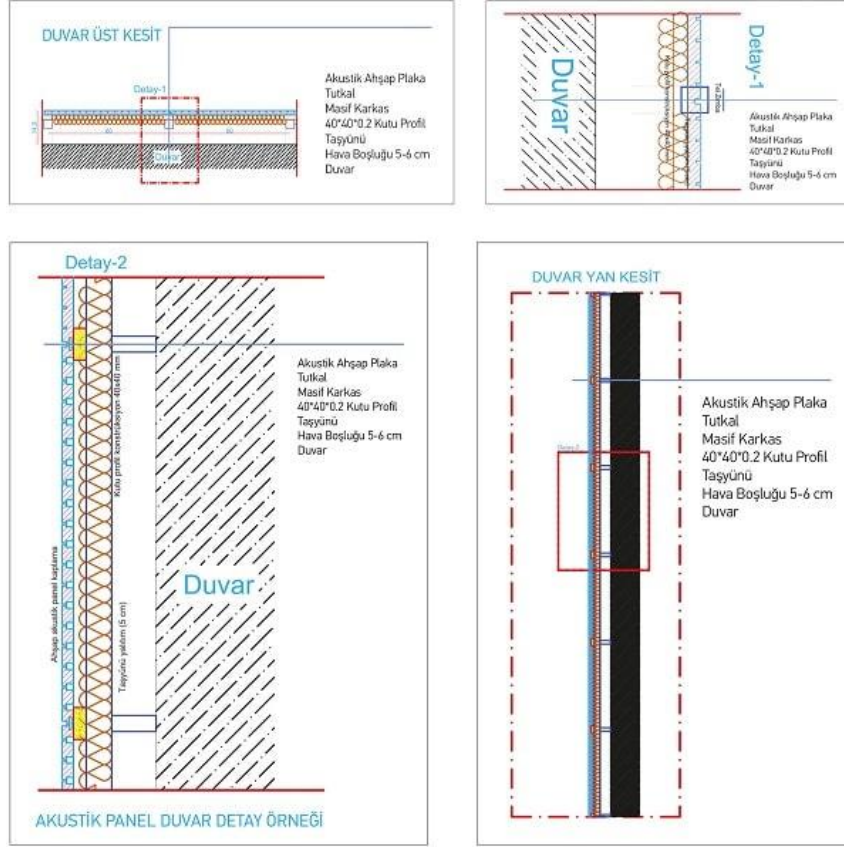 DUVAR ÜST KESİT
Detay-1
60
60
Duvar
Akustik Ahşap Plaka
Tutkal
Masif Karkas
40*40*0.2 Kutu Profil
Taşyünü
Hava Boşluğu 5-6 cm
Duvar
Duvar
Detay-1
Akustik Ahşap Plaka
Tutkal
Masif Karkas
40*40*0.2 Kutu Profil
Taşyünü
Hava Boşluğu 5-6 cm
Duvar
Detay-2
Ahşap akustik panel kaplama
Kutu profil konstrüksiyon 40x40 mm
Taşyünü yalıtım (5 cm)
Duvar
Akustik Ahşap Plaka
Tutkal
Masif Karkas
40*40*0.2 Kutu Profil
Taşyünü
Hava Boşluğu 5-6 cm
Duvar
AKUSTİK PANEL DUVAR DETAY ÖRNEĞİ
DUVAR YAN KESİT
Detay-2
Akustik Ahşap Plaka
Tutkal
Masif Karkas
40*40*0.2 Kutu Profil
Taşyünü
Hava Boşluğu 5-6 cm
Duvar